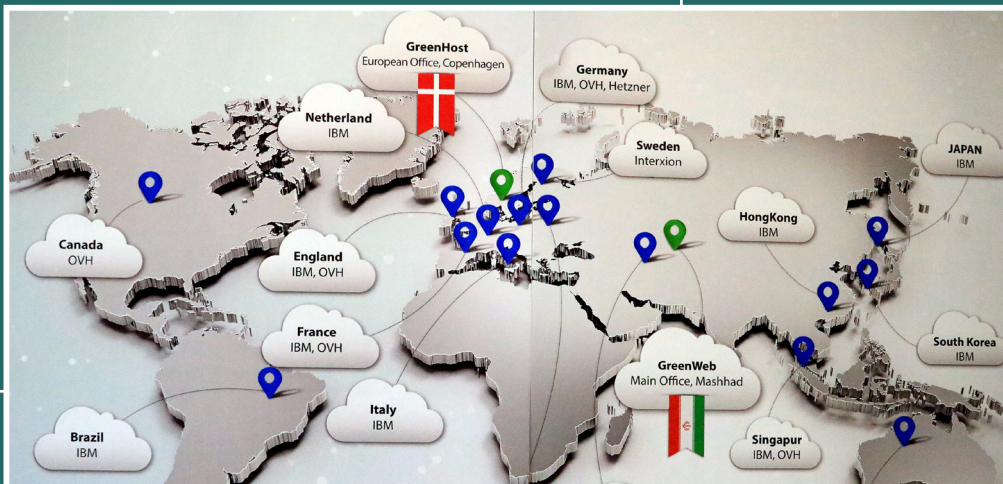 GreenHost
European Office, Copenhagen
Germany
IBM, OVH, Hetzner
Netherland
IBM
Sweden
Interxion
JAPAN
IBM
HongKong
IBM
Canada
OVH
England
IBM, OVH
France
IBM, OVH
South Korea
IBM
GreenWeb
Main Office, Mashhad
Italy
IBM
Brazil
IBM
Singapur
IBM, OVH